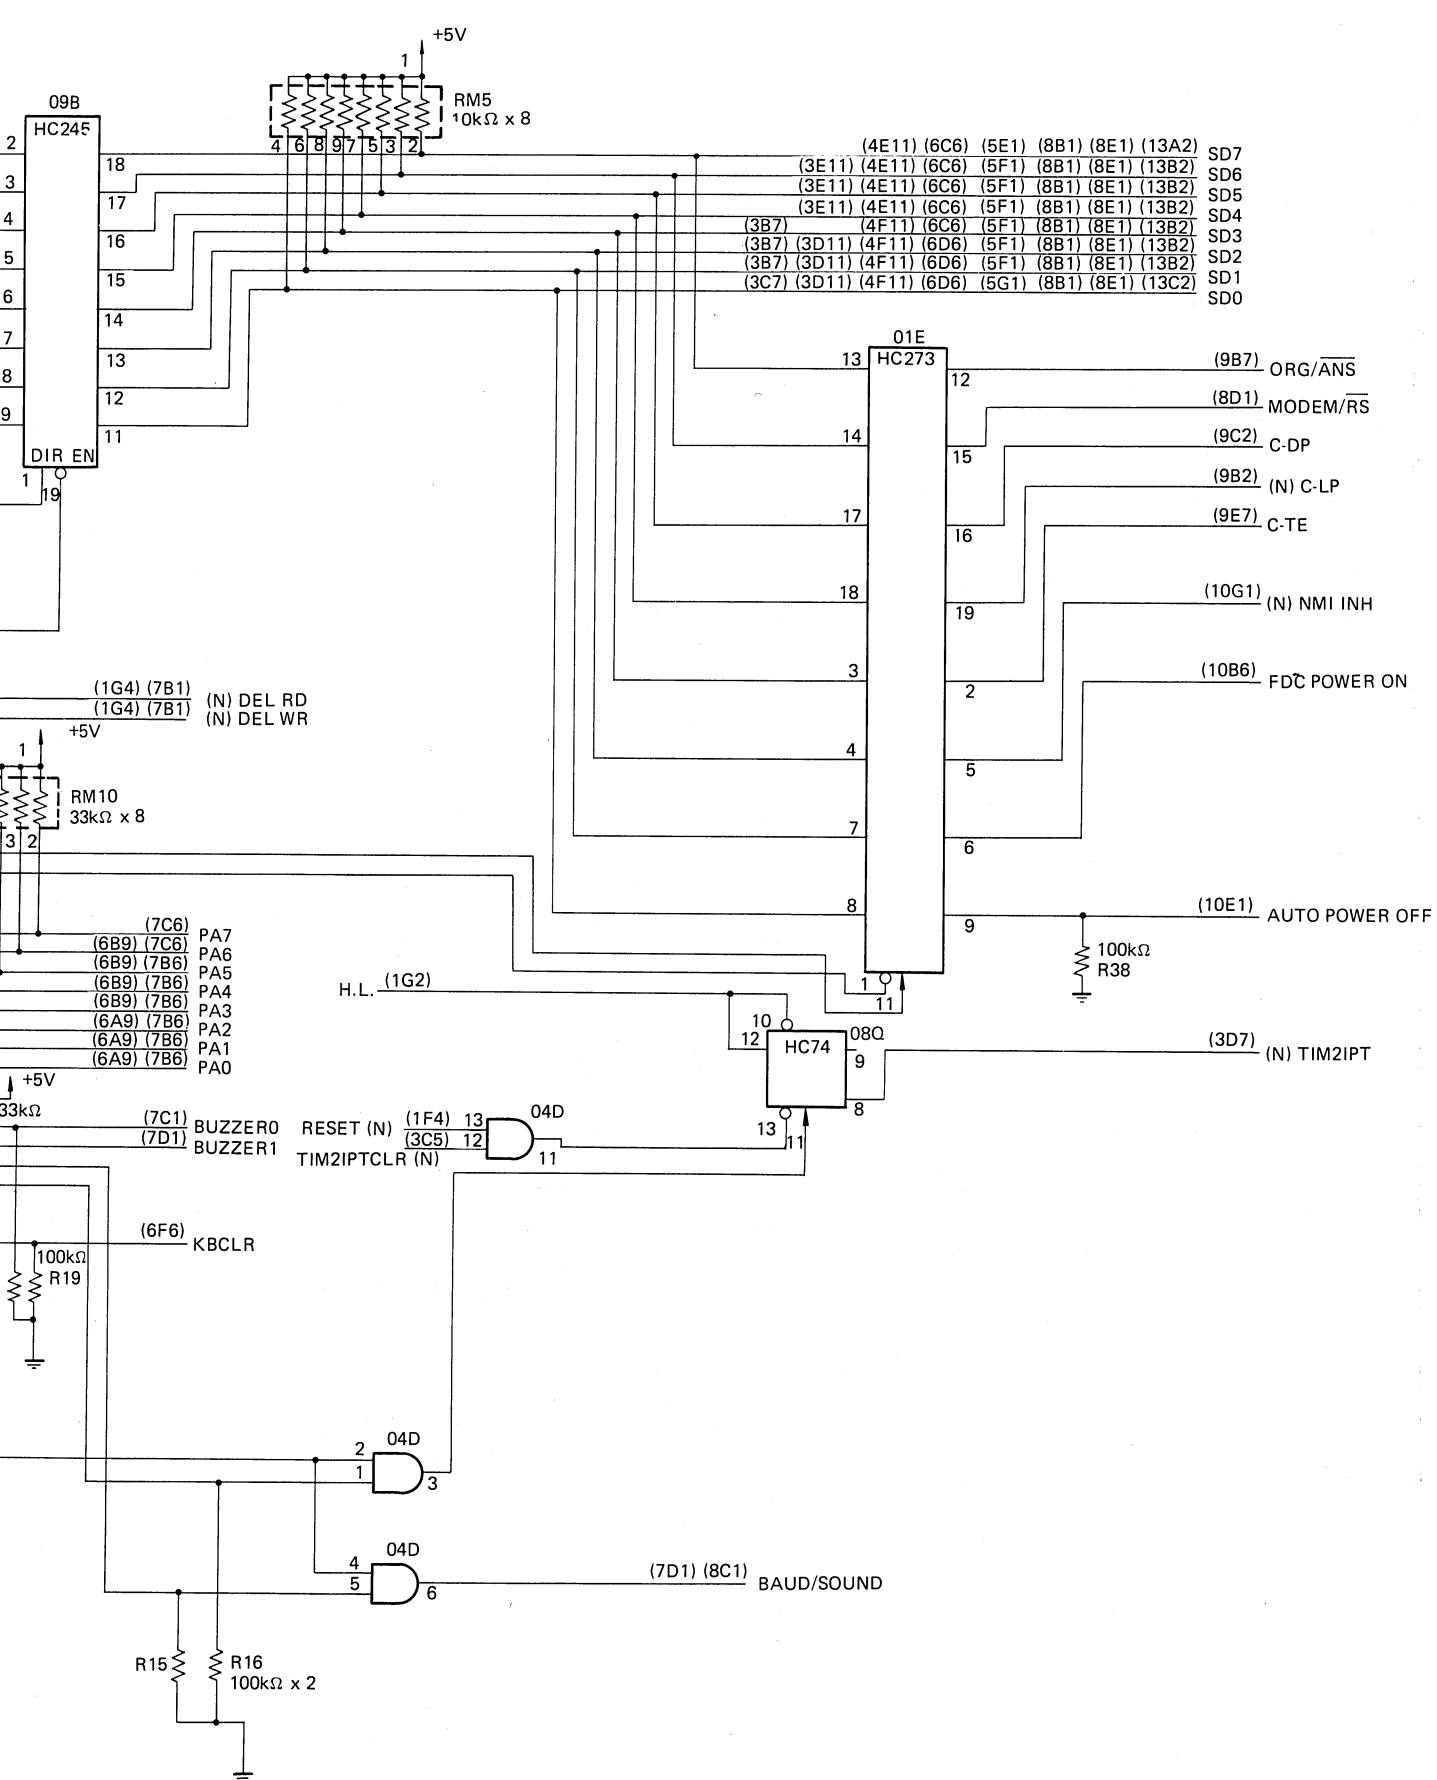 +5V
1
RM5
10kΩ x 8
4 6 8 9 7 5 3 2
09B
HC245
2
3
4
5
6
7
8
9
18
17
16
15
14
13
12
11
DIR EN
1
19
(4E11) (6C6) (5E1) (8B1) (8E1) (13A2) SD7
(3E11) (4E11) (6C6) (5F1) (8B1) (8E1) (13B2) SD6
(3E11) (4E11) (6C6) (5F1) (8B1) (8E1) (13B2) SD5
(3E11) (4E11) (6C6) (5F1) (8B1) (8E1) (13B2) SD4
(3B7) (4F11) (6C6) (5F1) (8B1) (8E1) (13B2) SD3
(3B7) (3D11) (4F11) (6D6) (5F1) (8B1) (8E1) (13B2) SD2
(3B7) (3D11) (4F11) (6D6) (5F1) (8B1) (8E1) (13B2) SD1
(3C7) (3D11) (4F11) (6D6) (5G1) (8B1) (8E1) (13C2) SD0
01E
HC273
13
14
17
18
3
4
7
8
12
15
16
19
2
5
6
9
1
11
(9B7) ORG/ANS
(8D1) MODEM/RS
(9C2) C-DP
(9B2) (N) C-LP
(9E7) C-TE
(10G1) (N) NMI INH
(10B6) FDC POWER ON
(10E1) AUTO POWER OFF
100kΩ
R38
(1G4) (7B1) (N) DEL RD
(1G4) (7B1) (N) DEL WR
+5V
1
RM10
33kΩ x 8
3 2
(7C6) PA7
(6B9) (7C6) PA6
(6B9) (7B6) PA5
(6B9) (7B6) PA4
(6B9) (7B6) PA3
(6A9) (7B6) PA2
(6A9) (7B6) PA1
(6A9) (7B6) PA0
+5V
33kΩ
H.L. (1G2)
10
12
HC74
08Q
9
8
13
11
(3D7) (N) TIM2IPT
(7C1) BUZZER0
(7D1) BUZZER1
RESET (N) (1F4) 13
(3C5) 12
TIM2IPTCLR (N)
04D
11
(6F6) KBCLR
100kΩ
R19
04D
2
1
3
04D
4
5
6
(7D1) (8C1) BAUD/SOUND
R15
R16
100kΩ x 2